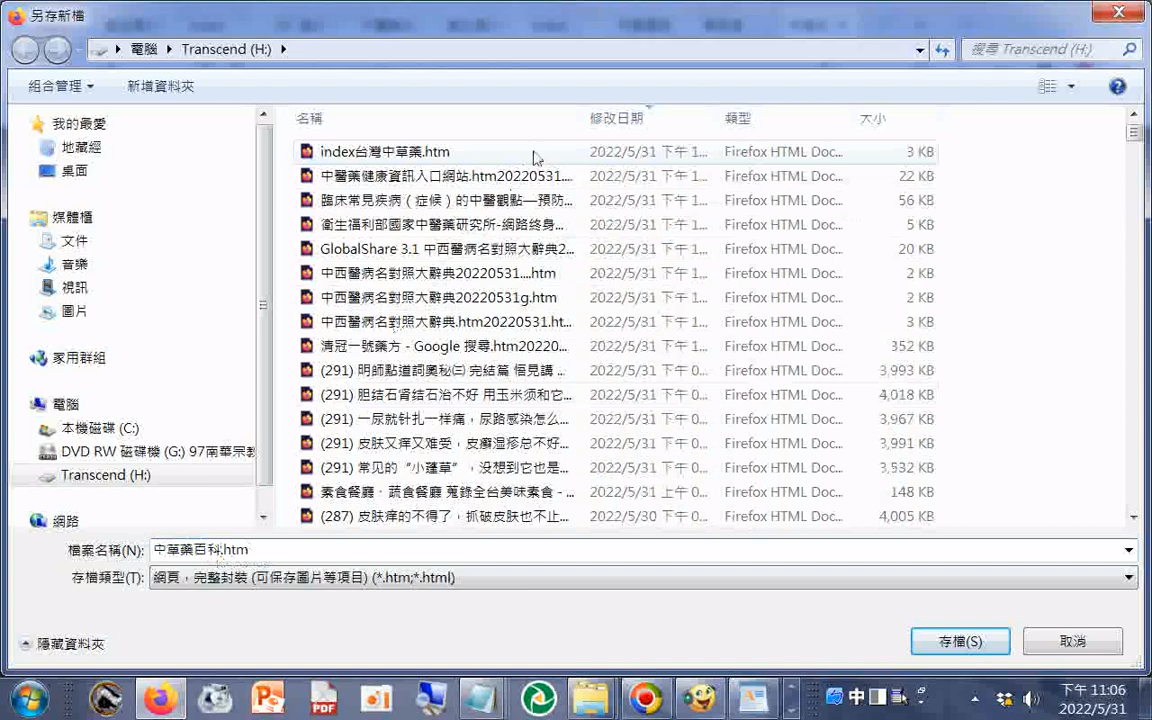 另存新檔
電腦 Transcend (H:)
搜尋 Transcend (H:)
組合管理 新增資料夾
我的最愛
地藏經
桌面
媒體櫃
文件
音樂
視訊
圖片
家用群組
電腦
本機磁碟 (C:)
DVD RW 磁碟機 (G:) 97南華宗教
Transcend (H:)
網路
名稱 修改日期 類型 大小
index台灣中草藥.htm 2022/5/31 下午 1... Firefox HTML Doc... 3 KB
中醫藥健康資訊入口網站.htm20220531.... 2022/5/31 下午 1... Firefox HTML Doc... 22 KB
臨床常見疾病（症候）的中醫觀點—預防... 2022/5/31 下午 1... Firefox HTML Doc... 56 KB
衛生福利部國家中醫藥研究所-網路終身... 2022/5/31 下午 1... Firefox HTML Doc... 5 KB
GlobalShare 3.1 中西醫病名對照大辭典2... 2022/5/31 下午 1... Firefox HTML Doc... 20 KB
中西醫病名對照大辭典20220531....htm 2022/5/31 下午 1... Firefox HTML Doc... 2 KB
中西醫病名對照大辭典20220531g.htm 2022/5/31 下午 1... Firefox HTML Doc... 2 KB
中西醫病名對照大辭典.htm20220531.ht... 2022/5/31 下午 1... Firefox HTML Doc... 3 KB
清冠一號藥方 - Google 搜尋.htm20220... 2022/5/31 下午 1... Firefox HTML Doc... 352 KB
(291) 明師點道詞奧秘㈢ 完結篇 悟見講 ... 2022/5/31 下午 0... Firefox HTML Doc... 3,993 KB
(291) 胆结石肾结石治不好 用玉米须和它... 2022/5/31 下午 0... Firefox HTML Doc... 4,018 KB
(291) 一尿就针扎一样痛，尿路感染怎么... 2022/5/31 下午 0... Firefox HTML Doc... 3,967 KB
(291) 皮肤又痒又难受，皮癣湿疹总不好... 2022/5/31 下午 0... Firefox HTML Doc... 3,991 KB
(291) 常见的“小蓬草”，没想到它也是... 2022/5/31 下午 0... Firefox HTML Doc... 3,532 KB
素食餐廳‧蔬食餐廳 蒐錄全台美味素食 - ... 2022/5/31 上午 0... Firefox HTML Doc... 148 KB
(287) 皮肤痒的不得了，抓破皮肤也不止... 2022/5/30 下午 0... Firefox HTML Doc... 4,005 KB
檔案名稱(N): 中草藥百科.htm
存檔類型(T): 網頁，完整封裝 (可保存圖片等項目) (*.htm;*.html)
隱藏資料夾 存檔(S) 取消
PDF 中 下午 11:06
2022/5/31